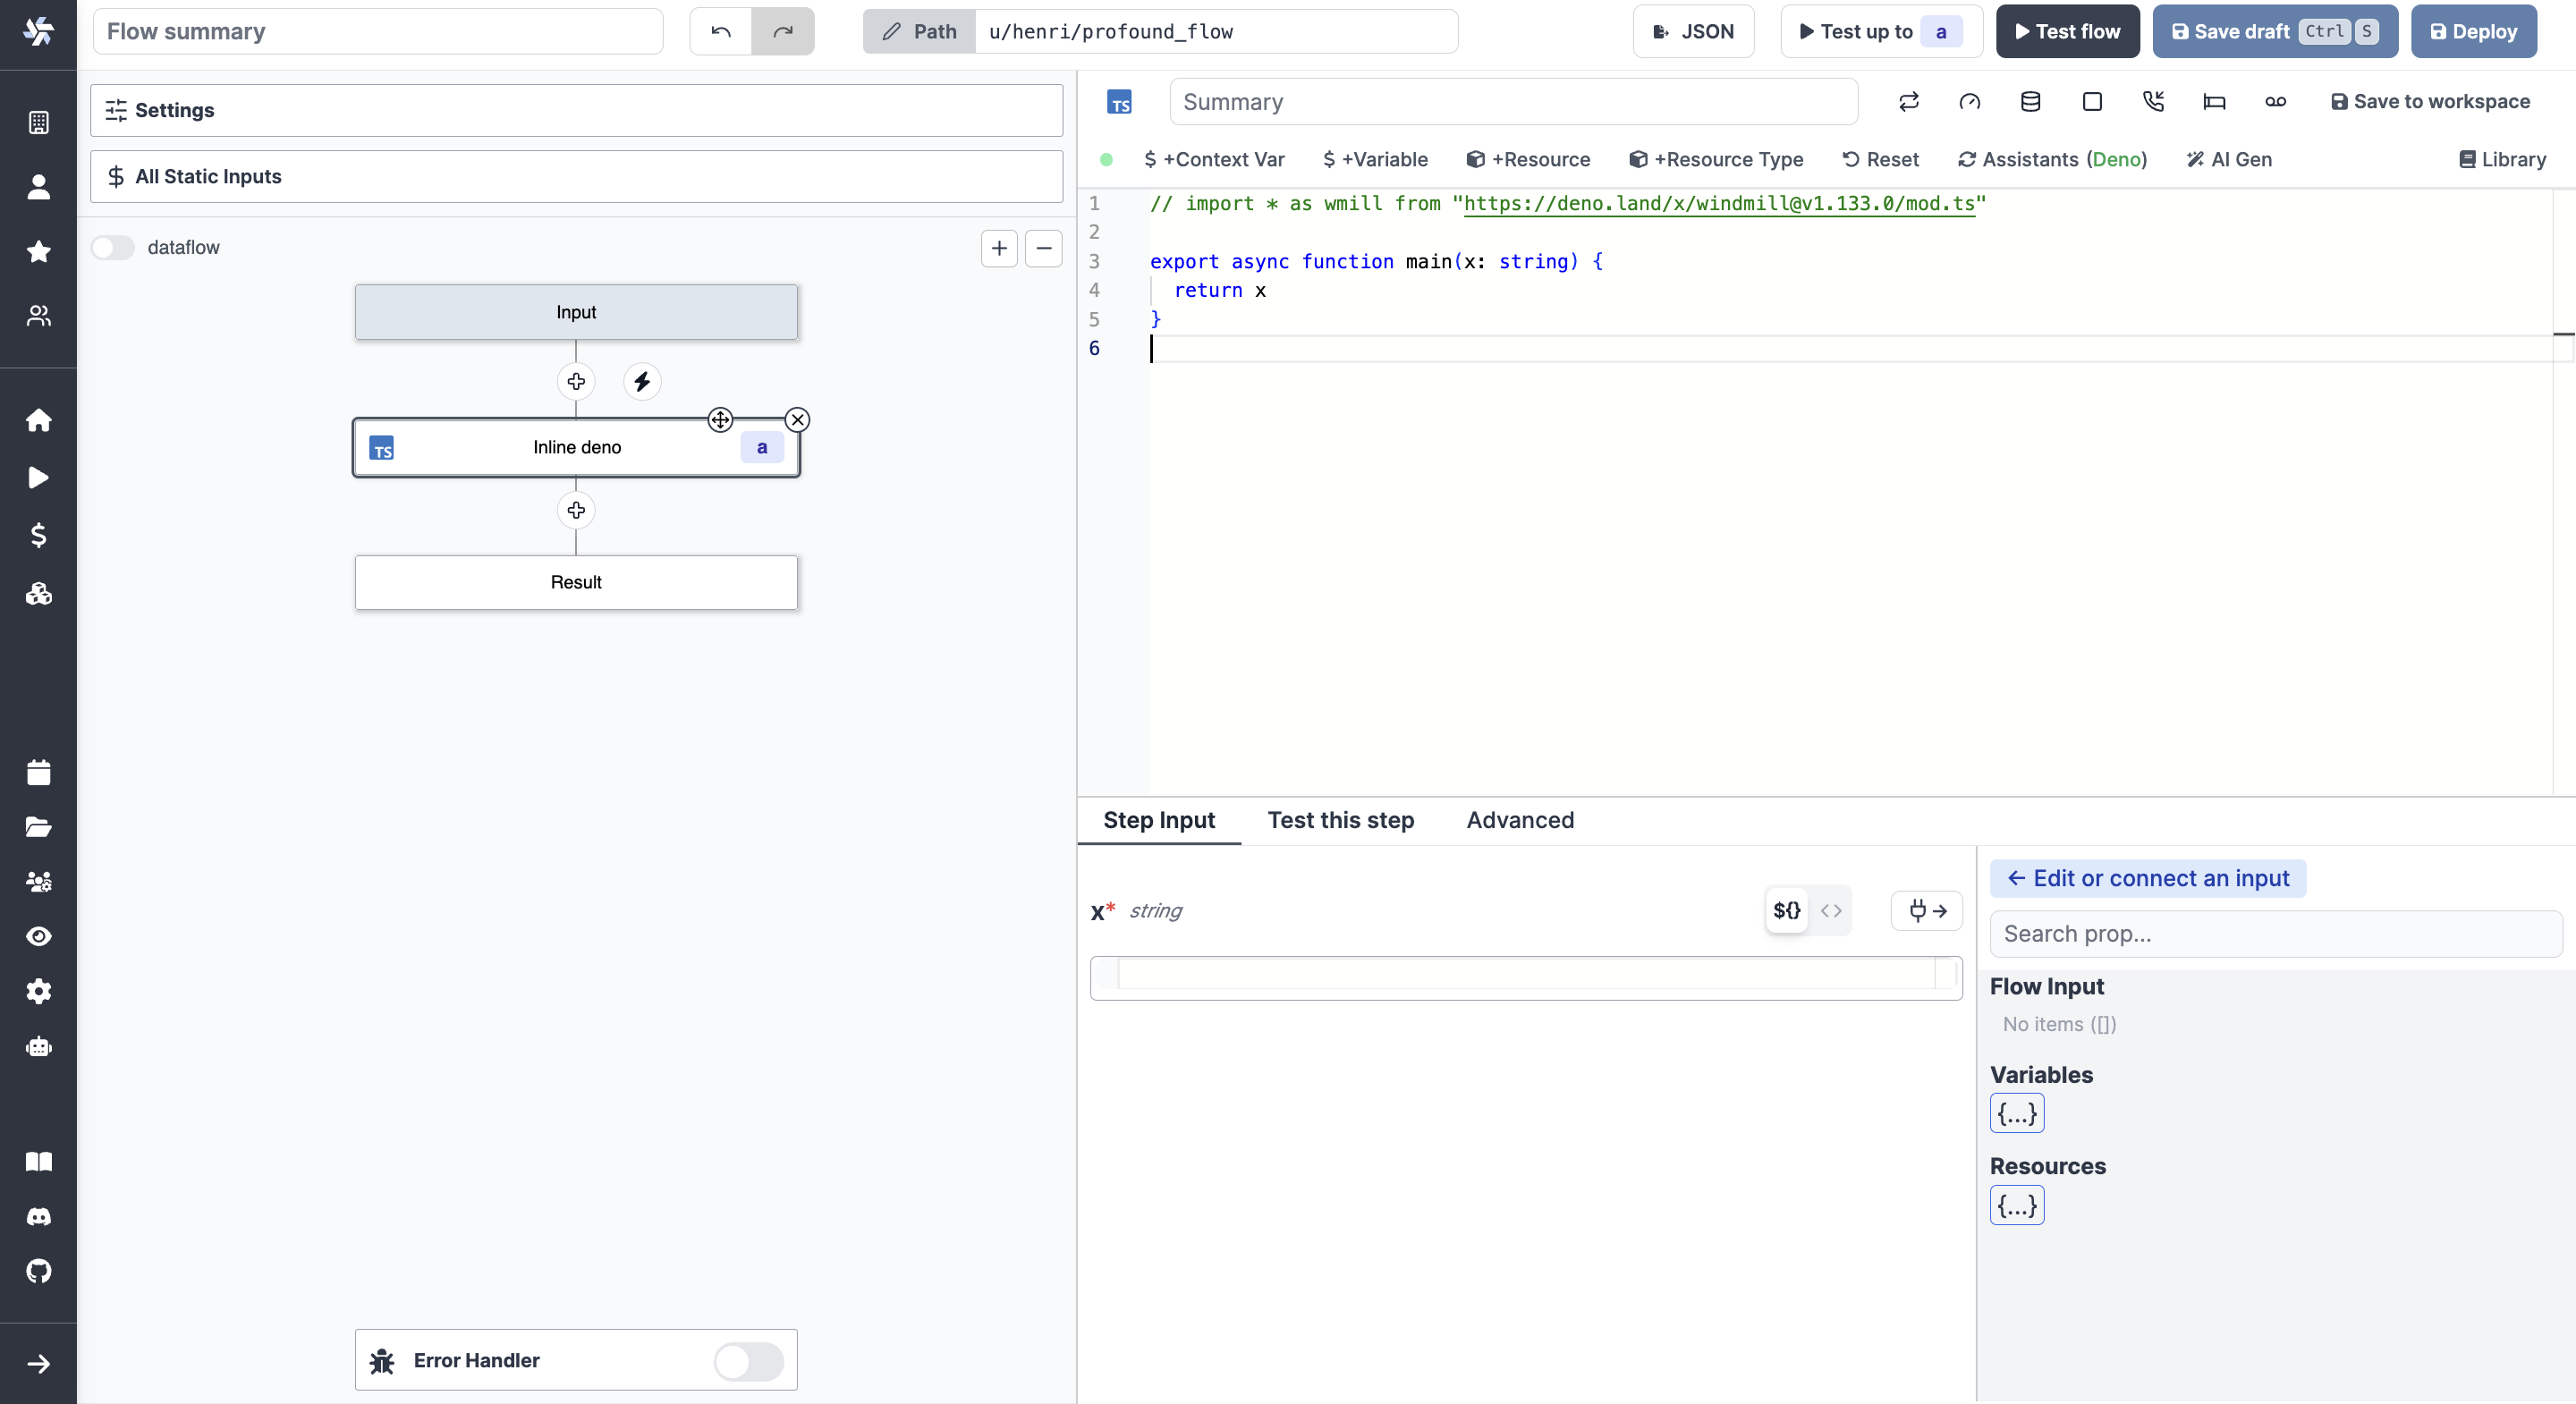 Flow summary
Path u/henri/profound_flow
JSON
Test up to a
Test flow
Save draft Ctrl S
Deploy
Settings
All Static Inputs
dataflow
Input
TS Inline deno a
Result
Error Handler
TS Summary
Save to workspace
$ +Context Var
$ +Variable
+Resource
+Resource Type
Reset
Assistants (Deno)
AI Gen
Library
1 // import * as wmill from "https://deno.land/x/windmill@v1.133.0/mod.ts"
2
3 export async function main(x: string) {
4 return x
5 }
6
Step Input
Test this step
Advanced
x* string
${} <>
← Edit or connect an input
Search prop...
Flow Input
No items ([])
Variables
{...}
Resources
{...}